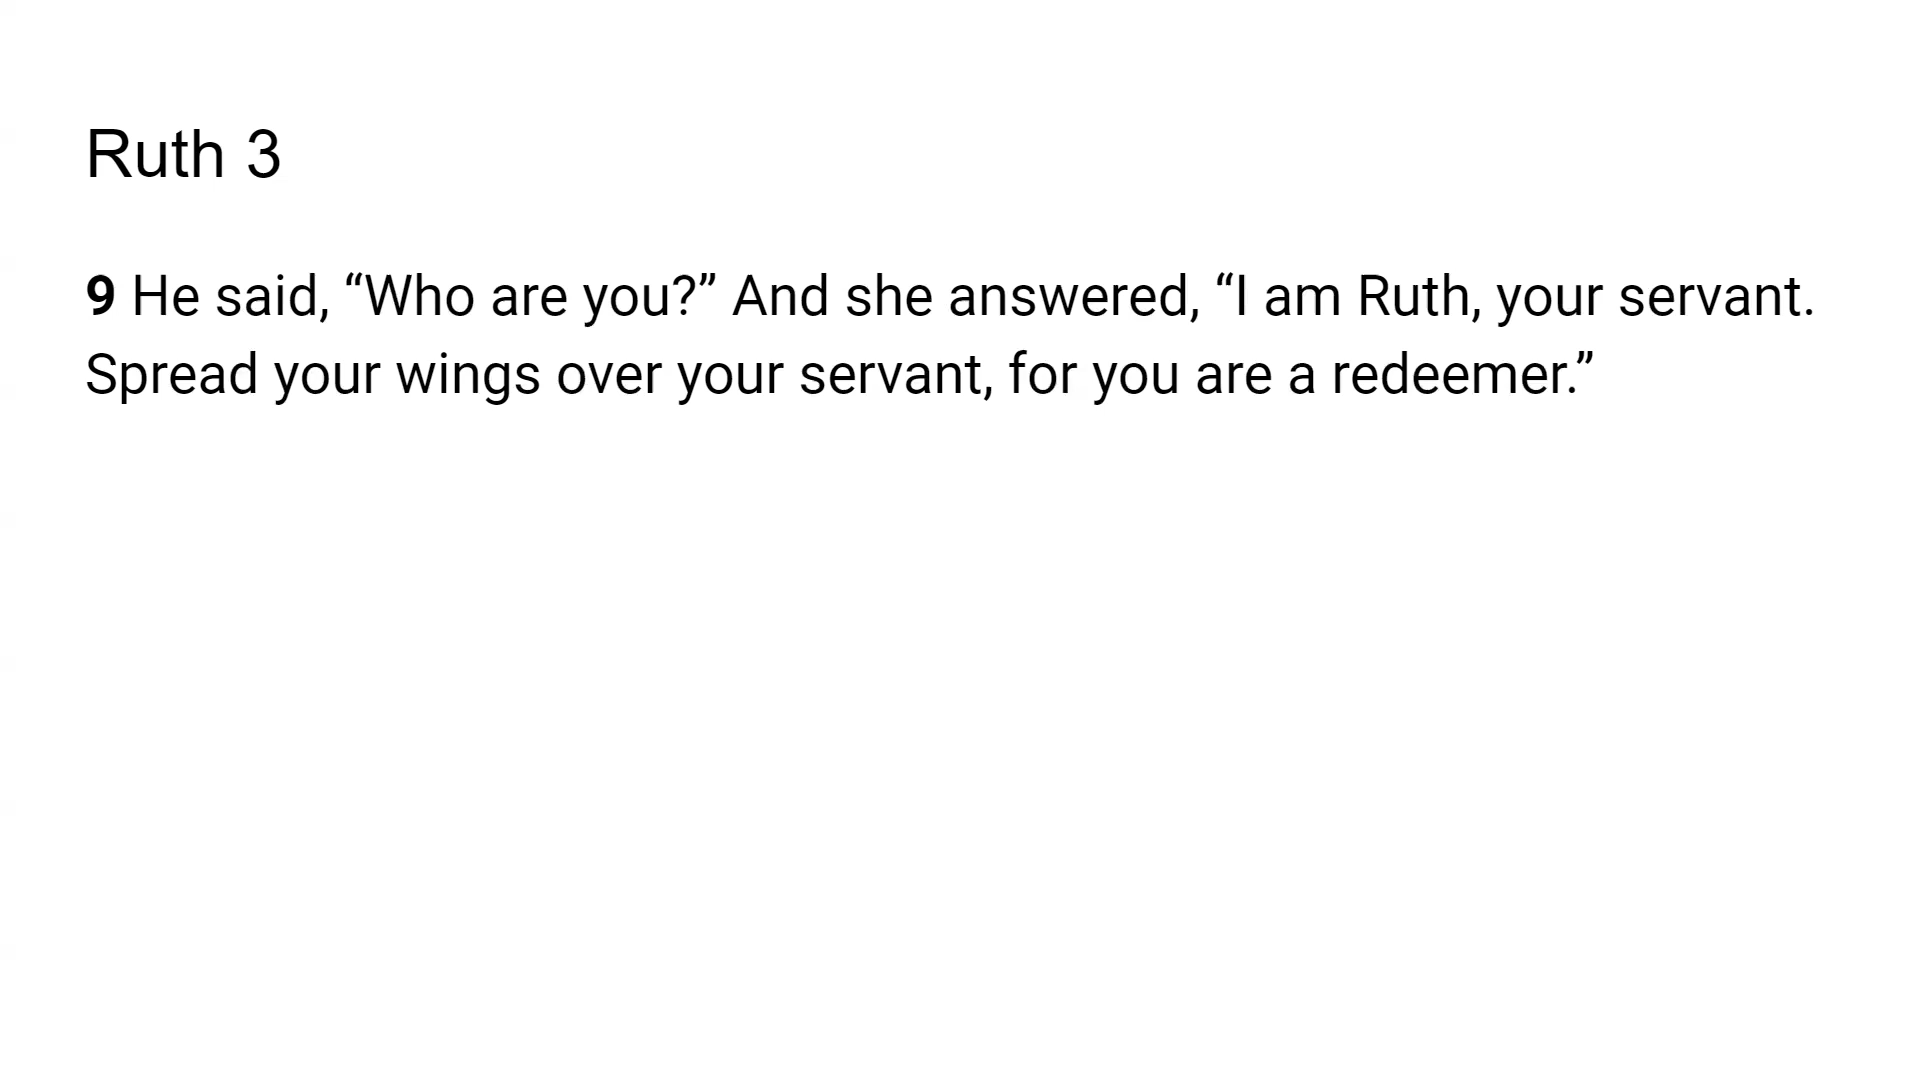 Ruth 3
9 He said, “Who are you?” And she answered, “I am Ruth, your servant.
Spread your wings over your servant, for you are a redeemer.”